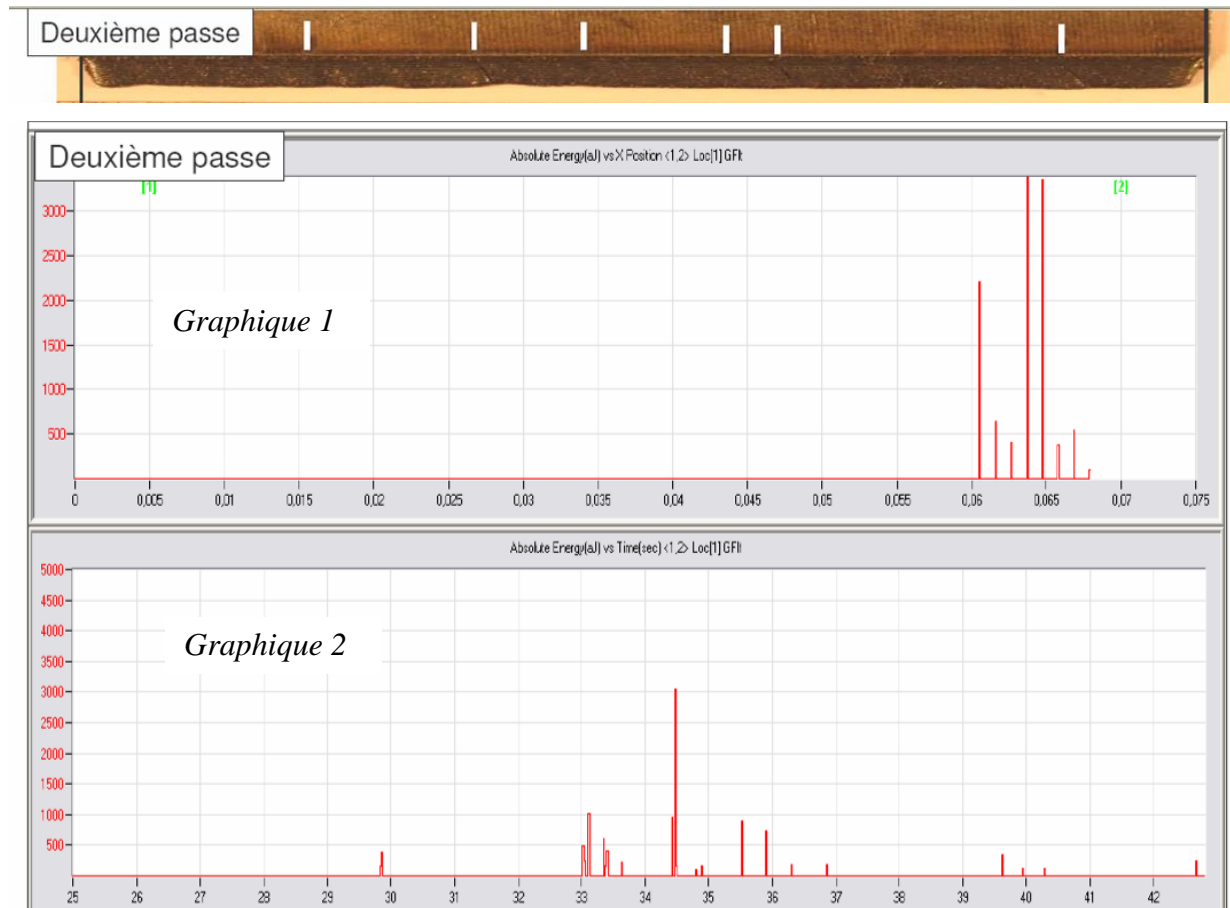 Deuxième passe
Deuxième passe
Absolute Energy(aJ) vs X Position <1,2> Loc[1] GFlt
[1]
[2]
3000
2500
2000
1500
1000
500
Graphique 1
0 0,005 0,01 0,015 0,02 0,025 0,03 0,035 0,04 0,045 0,05 0,055 0,06 0,065 0,07 0,075
Absolute Energy(aJ) vs Time(sec) <1,2> Loc[1] GFlt
5000
4500
4000
3500
3000
2500
2000
1500
1000
500
Graphique 2
25 26 27 28 29 30 31 32 33 34 35 36 37 38 39 40 41 42